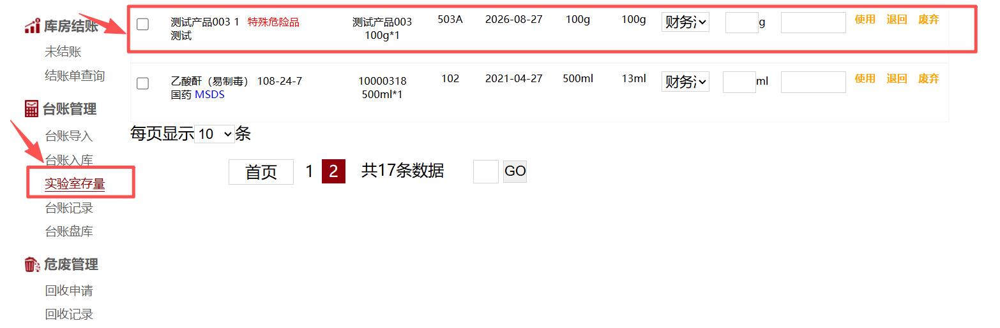 库房结账
未结账
结账单查询
台账管理
台账导入
台账入库
实验室存量
台账记录
台账盘库
危废管理
回收申请
回收记录
测试产品003 1 特殊危险品 测试产品003 503A 2026-08-27 100g 100g 财务 g 使用 退回 废弃
测试 100g*1
乙酸酐（易制毒） 108-24-7 10000318 102 2021-04-27 500ml 13ml 财务 ml 使用 退回 废弃
国药 MSDS 500ml*1
每页显示 10 条
首页 1 2 共17条数据 GO